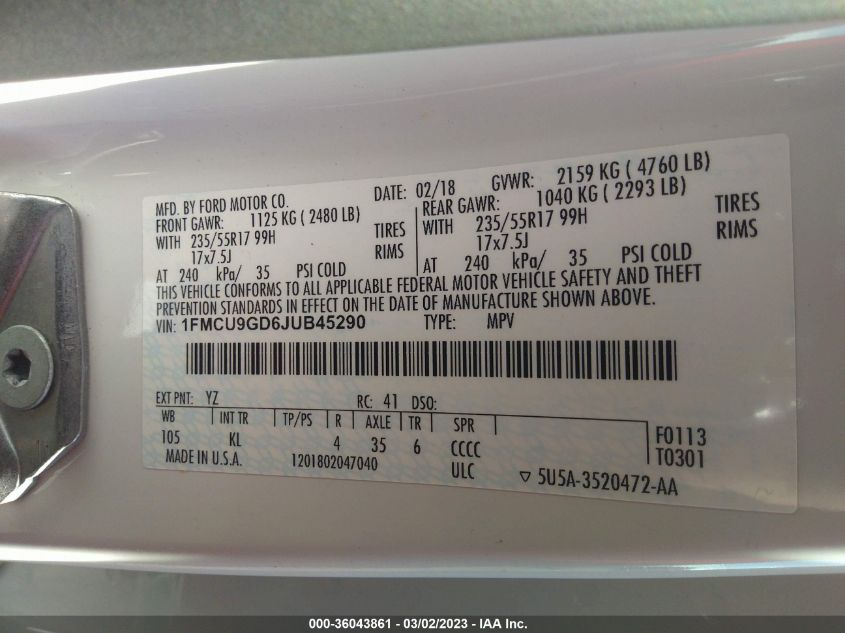 MFD. BY FORD MOTOR CO. DATE: 02/18 GVWR: 2159 KG ( 4760 LB)
FRONT GAWR: 1125 KG ( 2480 LB) REAR GAWR: 1040 KG ( 2293 LB)
WITH 235/55R17 99H TIRES WITH 235/55R17 99H TIRES
17x7.5J RIMS 17x7.5J RIMS
AT 240 kPa/ 35 PSI COLD AT 240 kPa/ 35 PSI COLD
THIS VEHICLE CONFORMS TO ALL APPLICABLE FEDERAL MOTOR VEHICLE SAFETY AND THEFT
PREVENTION STANDARDS IN EFFECT ON THE DATE OF MANUFACTURE SHOWN ABOVE.
VIN: 1FMCU9GD6JUB45290 TYPE: MPV
EXT PNT: YZ RC: 41 DSO:
WB INT TR TP/PS R AXLE TR SPR
105 KL 4 35 6 CCCC F0113
MADE IN U.S.A. 1201802047040 ULC T0301
▽ 5U5A-3520472-AA
000-36043861 - 03/02/2023 - IAA Inc.